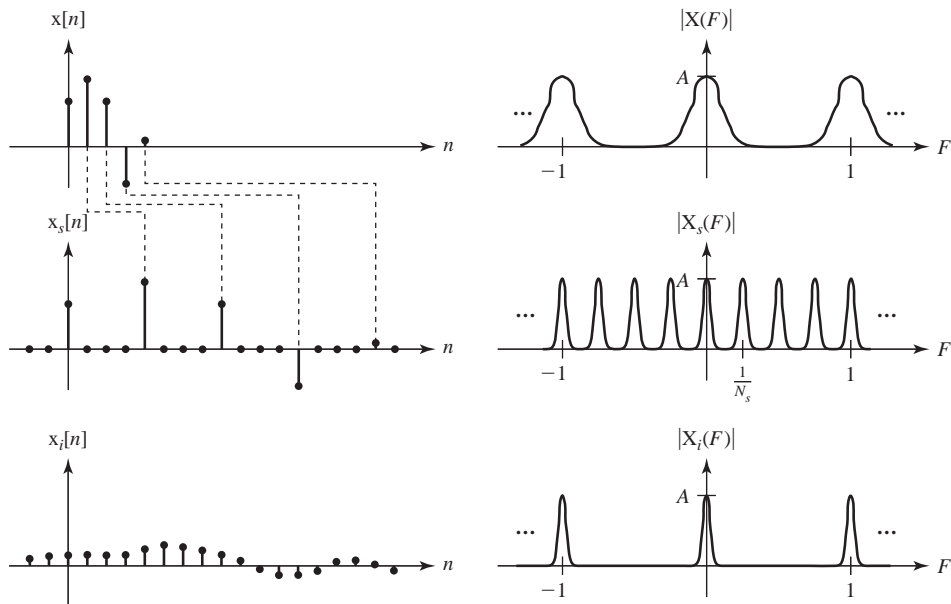 x[n]
n
|X(F)|
A
...
...
−1
1
F
x_s[n]
n
|X_s(F)|
A
...
...
−1
1/N_s
1
F
x_i[n]
n
|X_i(F)|
A
...
...
−1
1
F